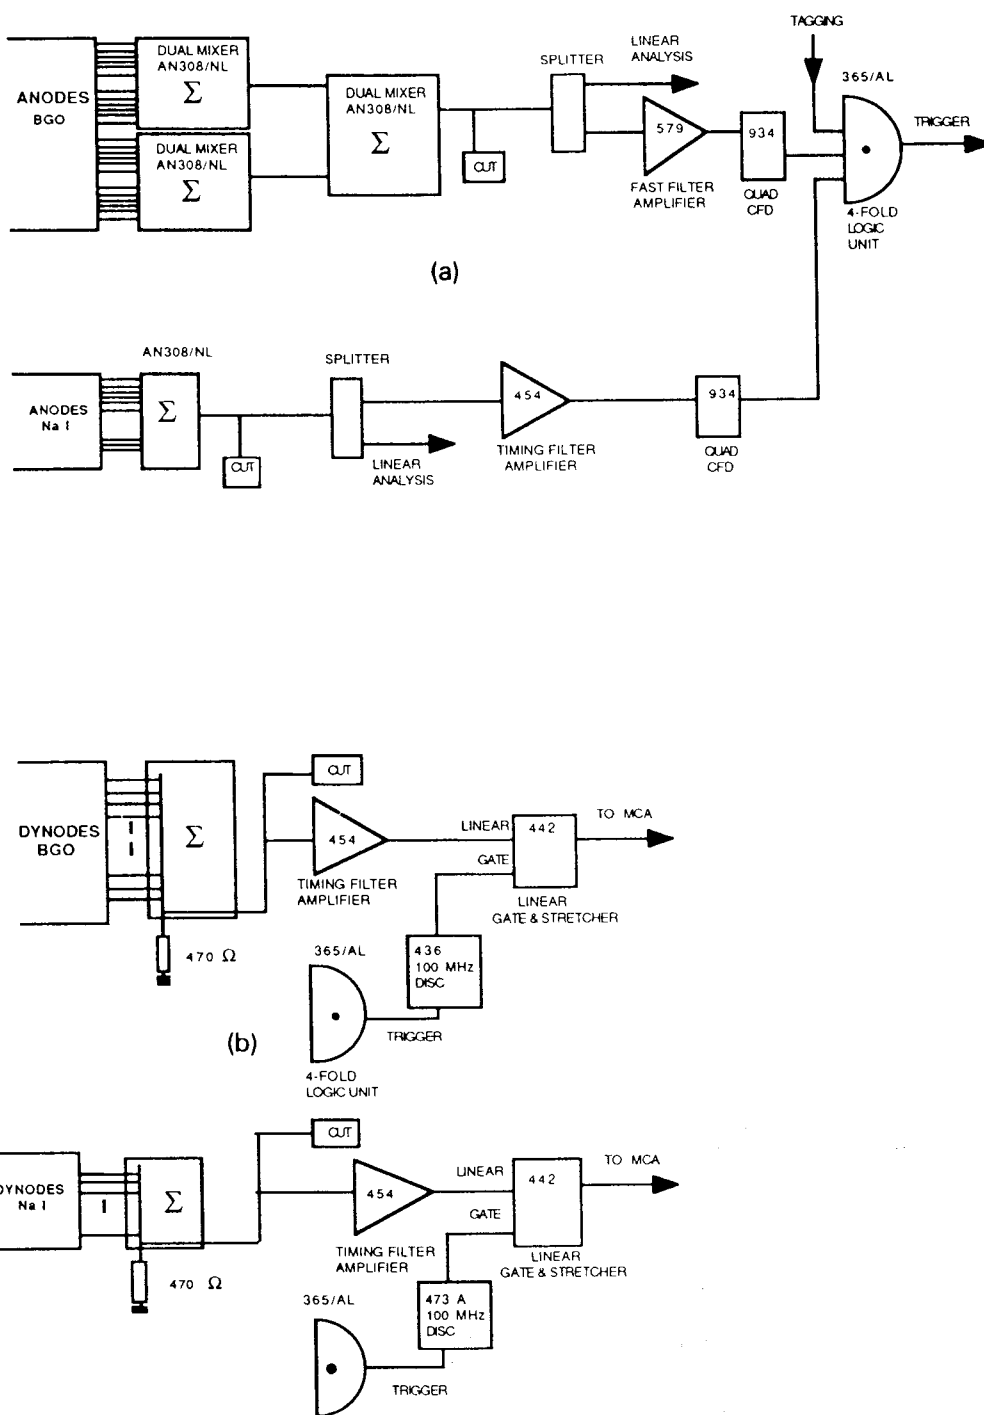 TAGGING
DUAL MIXER
AN308/NL
Σ
ANODES
BGO
DUAL MIXER
AN308/NL
Σ
DUAL MIXER
AN308/NL
Σ
CUT
SPLITTER
LINEAR
ANALYSIS
579
FAST FILTER
AMPLIFIER
934
QUAD
CFD
365/AL
TRIGGER
4-FOLD
LOGIC
UNIT
(a)
AN308/NL
ANODES
Na I
Σ
CUT
SPLITTER
LINEAR
ANALYSIS
454
TIMING FILTER
AMPLIFIER
934
QUAD
CFD
DYNODES
BGO
Σ
470 Ω
CUT
454
TIMING FILTER
AMPLIFIER
LINEAR
GATE
442
TO MCA
LINEAR
GATE & STRETCHER
436
100 MHz
DISC
365/AL
TRIGGER
4-FOLD
LOGIC UNIT
(b)
DYNODES
Na I
Σ
470 Ω
CUT
454
TIMING FILTER
AMPLIFIER
LINEAR
GATE
442
TO MCA
LINEAR
GATE & STRETCHER
473 A
100 MHz
DISC
365/AL
TRIGGER